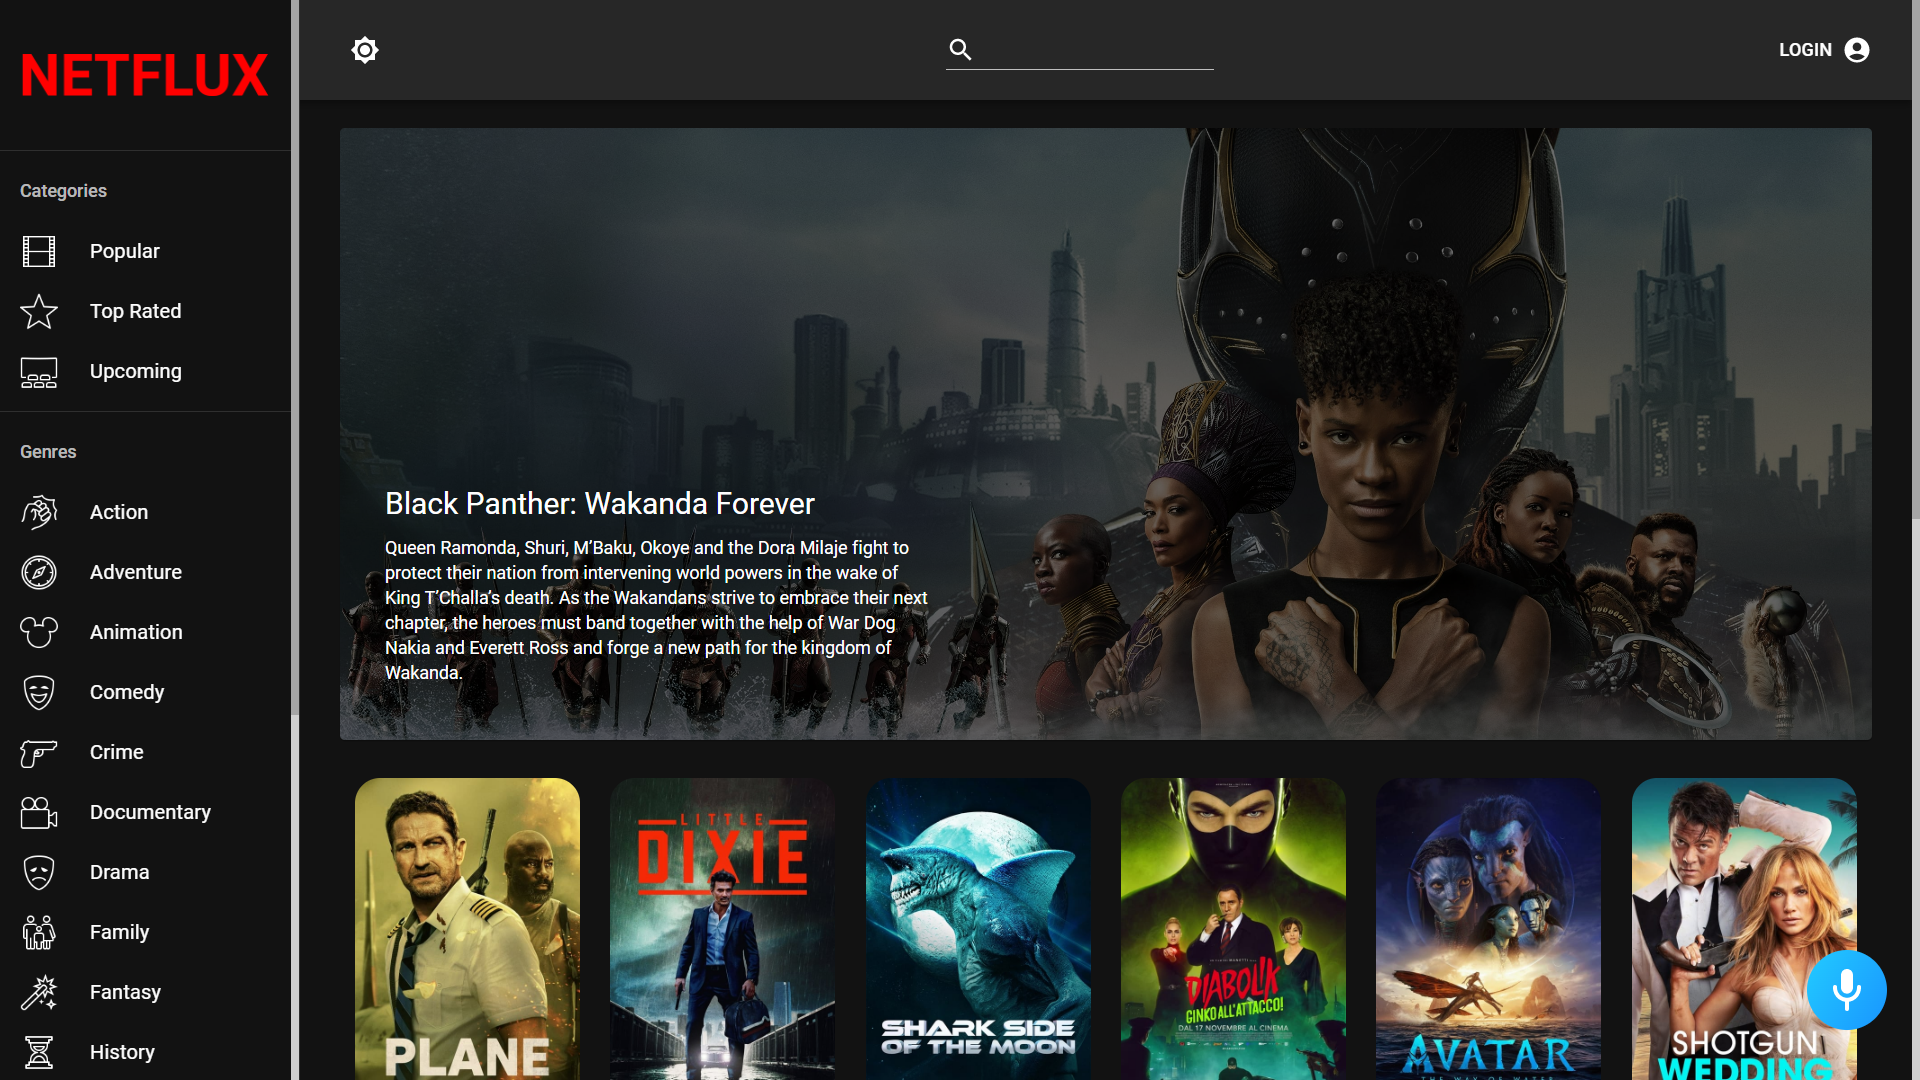 NETFLUX
LOGIN
Categories
Popular
Top Rated
Upcoming
Genres
Action
Adventure
Animation
Comedy
Crime
Documentary
Drama
Family
Fantasy
History
Black Panther: Wakanda Forever
Queen Ramonda, Shuri, M’Baku, Okoye and the Dora Milaje fight to
protect their nation from intervening world powers in the wake of
King T’Challa’s death. As the Wakandans strive to embrace their next
chapter, the heroes must band together with the help of War Dog
Nakia and Everett Ross and forge a new path for the kingdom of
Wakanda.
PLANE
LITTLE
DIXIE
SHARK SIDE
OF THE MOON
DIABOLIK
GINKO ALL'ATTACCO!
DAL 17 NOVEMBRE AL CINEMA
AVATAR
THE WAY OF WATER
SHOTGUN
WEDDING